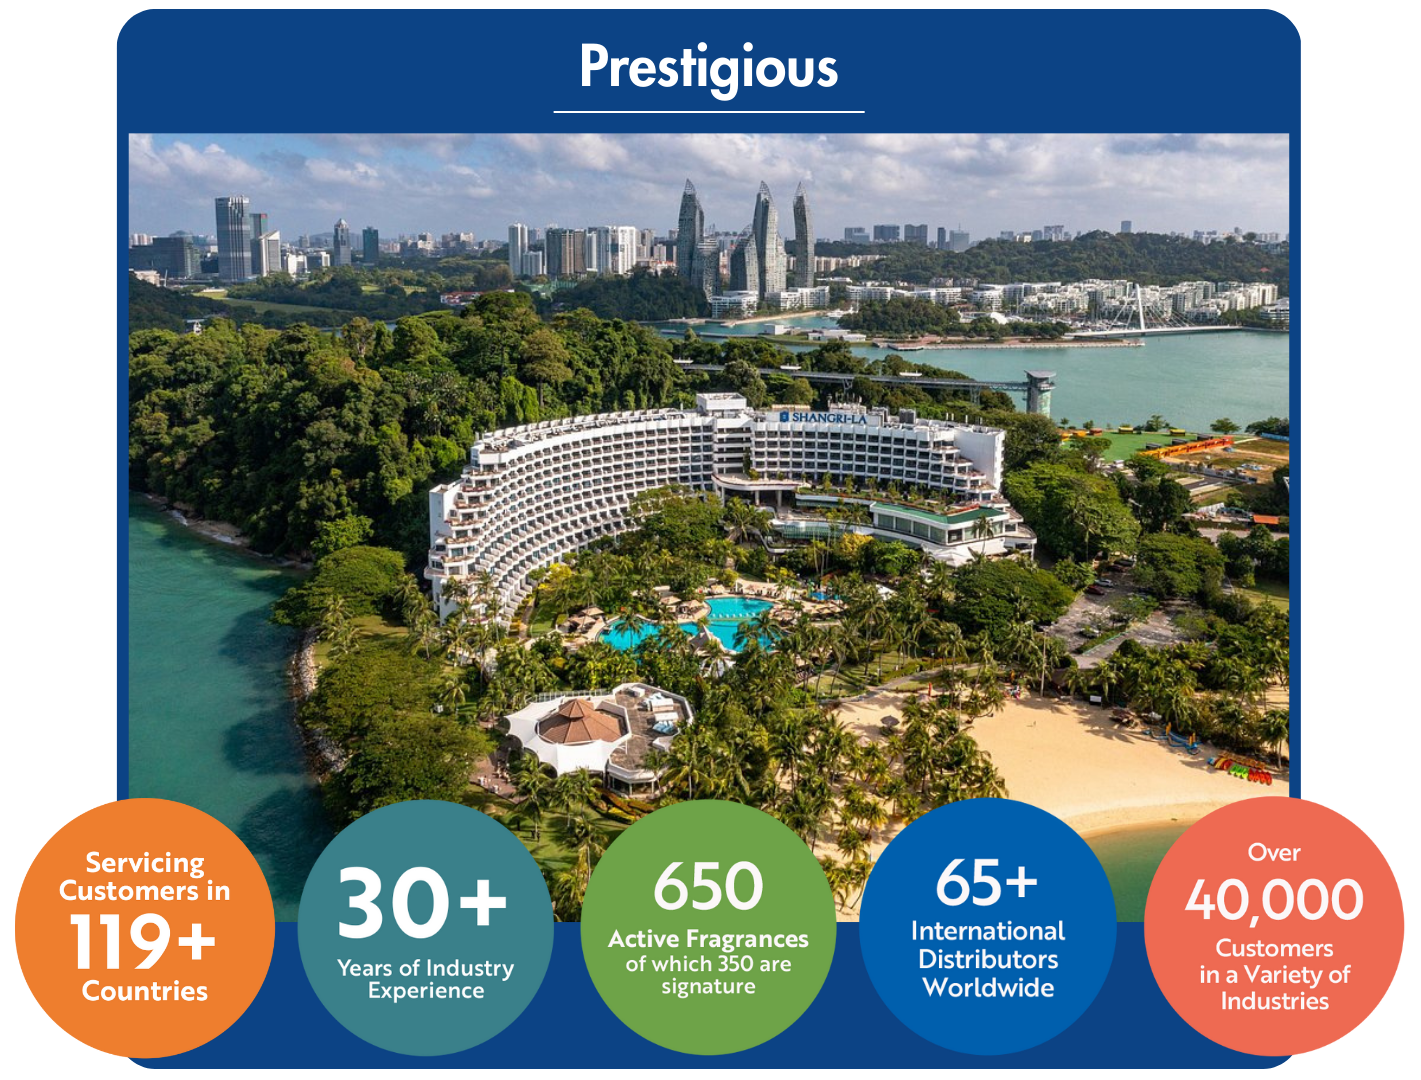 Prestigious
SHANGRI-LA
Servicing
Customers in
119+
Countries
30+
Years of Industry
Experience
650
Active Fragrances
of which 350 are
signature
65+
International
Distributors
Worldwide
Over
40,000
Customers
in a Variety of
Industries